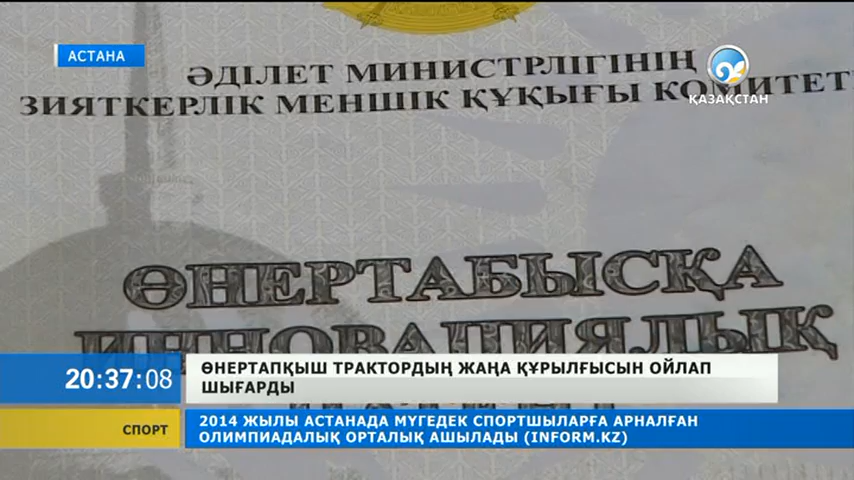 АСТАНА
ӘДІЛЕТ МИНИСТРЛІГІНІҢ
ЗИЯТКЕРЛІК МЕНШІК ҚҰҚЫҒЫ КОМИТЕТ
ҚАЗАҚСТАН
ӨНЕРТАБЫСҚА
ИННОВАЦИЯЛЫҚ
20:37:08
ӨНЕРТАПҚЫШ ТРАКТОРДЫҢ ЖАҢА ҚҰРЫЛҒЫСЫН ОЙЛАП
ШЫҒАРДЫ
СПОРТ
2014 ЖЫЛЫ АСТАНАДА МҮГЕДЕК СПОРТШЫЛАРҒА АРНАЛҒАН
ОЛИМПИАДАЛЫҚ ОРТАЛЫҚ АШЫЛАДЫ (INFORM.KZ)